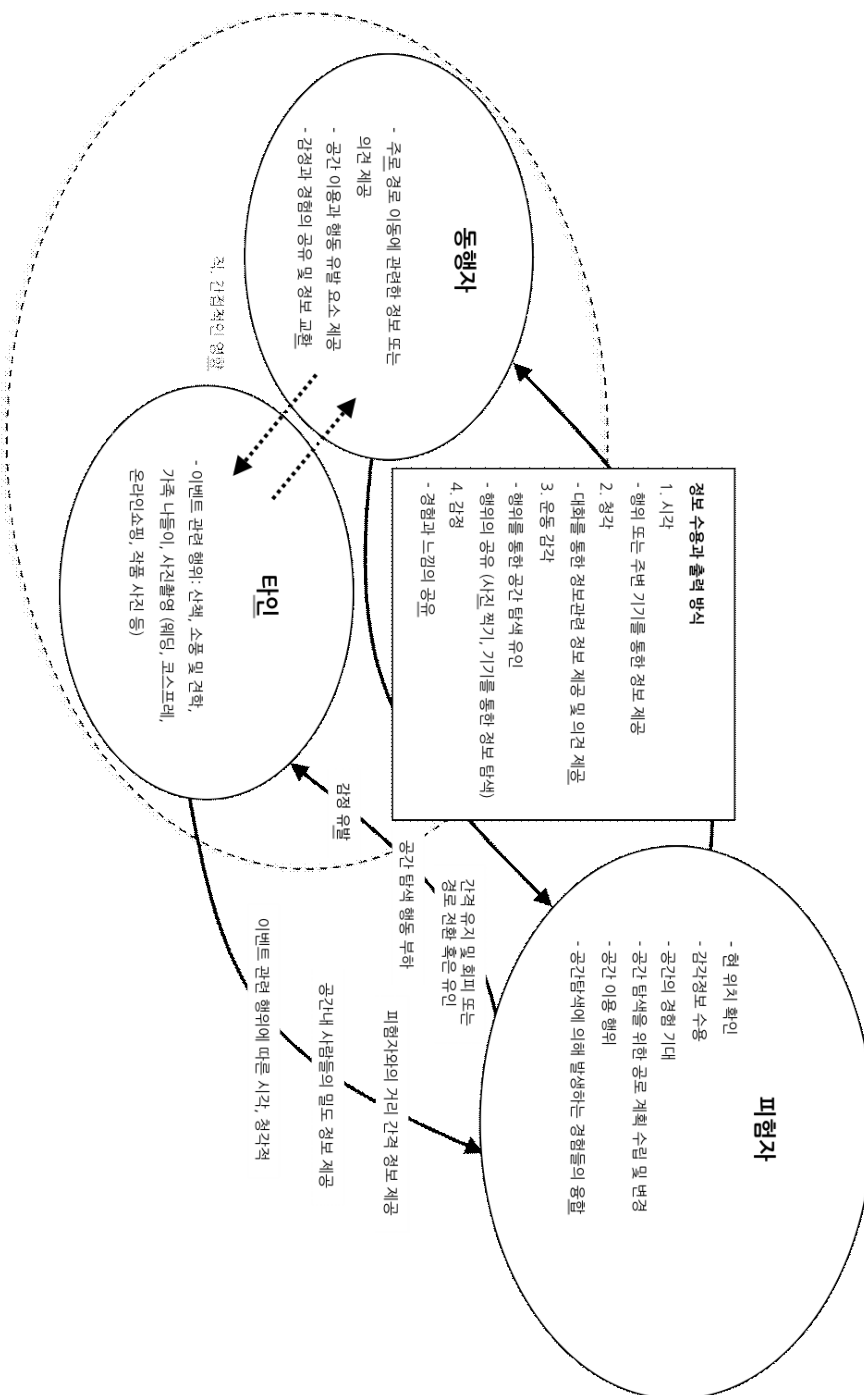 동행자
- 주로 경로 이동에 관련한 정보 또는
의견 제공
- 공간 이용과 행동 유발 요소 제공
- 감정과 경험의 공유 및 정보 교환
직, 간접적인 영향
타인
- 이벤트 관련 행위: 산책, 소풍 및 견학,
가족 나들이, 사진촬영 (웨딩, 코스프레,
온라인쇼핑, 작품 사진 등)
정보 수용과 출력 방식
1. 시각
- 행위 또는 주변 기기를 통한 정보 제공
2. 청각
- 대화를 통한 정보관련 정보 제공 및 의견 제공
3. 운동 감각
- 행위를 통한 공간 탐색 유인
- 행위의 공유 (사진 찍기, 기기를 통한 정보 탐색)
4. 감정
- 경험과 느낌의 공유
피험자
- 현 위치 확인
- 감각정보 수용
- 공간의 경험 기대
- 공간 탐색을 위한 공로 계획 수립 및 변경
- 공간 이용 행위
- 공간탐색에 의해 발생하는 경험들의 융합
간격 유지 및 회피 또는
경로 전환 혹은 유인
공간 탐색 행동 부하
감정 유발
피험자와의 거리 간격 정보 제공
공간내 사람들의 밀도 정보 제공
이벤트 관련 행위에 따른 시각, 청각적